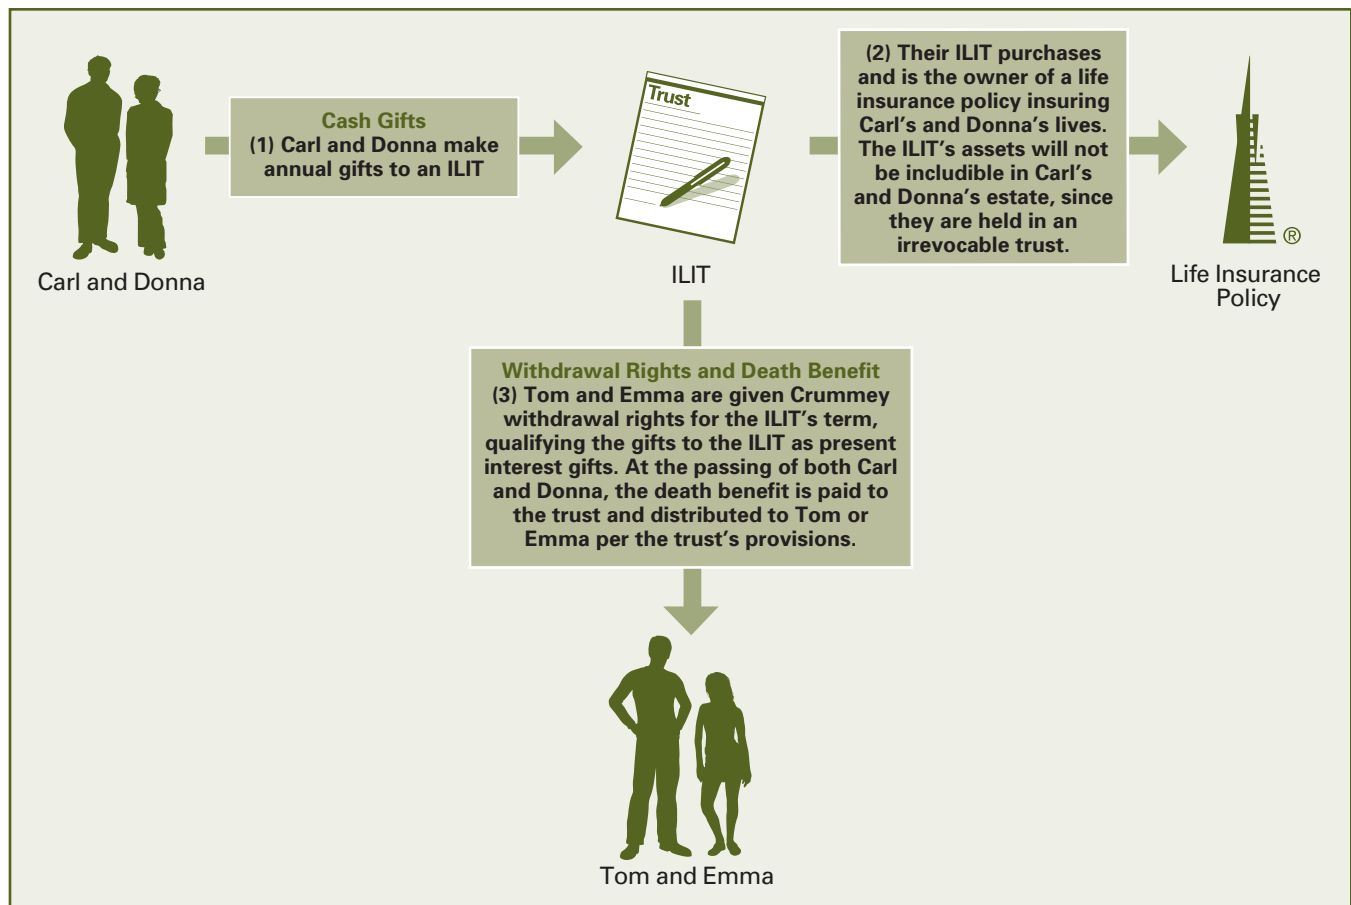 Carl and Donna
Cash Gifts
(1) Carl and Donna make
annual gifts to an ILIT
Trust
ILIT
(2) Their ILIT purchases
and is the owner of a life
insurance policy insuring
Carl’s and Donna’s lives.
The ILIT’s assets will not
be includible in Carl’s
and Donna’s estate, since
they are held in an
irrevocable trust.
®
Life Insurance
Policy
Withdrawal Rights and Death Benefit
(3) Tom and Emma are given Crummey
withdrawal rights for the ILIT’s term,
qualifying the gifts to the ILIT as present
interest gifts. At the passing of both Carl
and Donna, the death benefit is paid to
the trust and distributed to Tom or
Emma per the trust’s provisions.
Tom and Emma